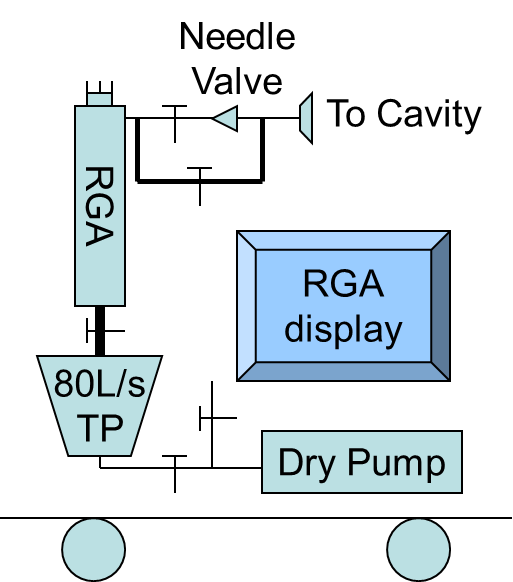 Needle
Valve
To Cavity
RGA
RGA
display
80L/s
TP
Dry Pump